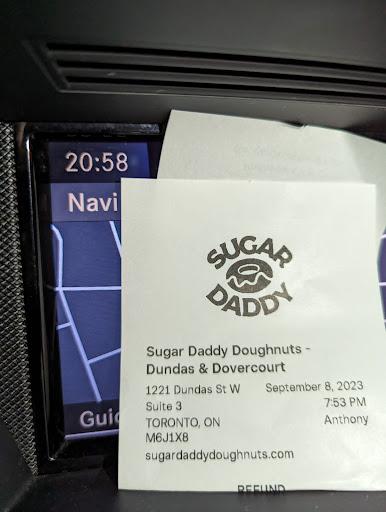 20:58
Navi
SUGAR
DADDY
Sugar Daddy Doughnuts -
Dundas & Dovercourt
1221 Dundas St W September 8, 2023
Suite 3 7:53 PM
TORONTO, ON Anthony
M6J1X8
sugardaddydoughnuts.com
Guid
REFUND